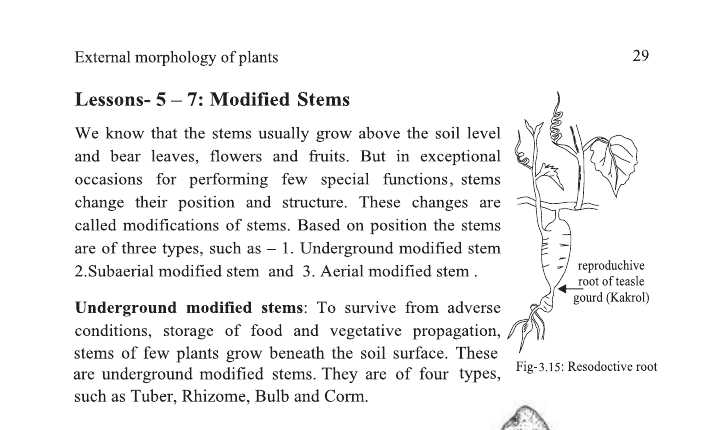 External morphology of plants
29
Lessons- 5 – 7: Modified Stems
We know that the stems usually grow above the soil level
and bear leaves, flowers and fruits. But in exceptional
occasions for performing few special functions, stems
change their position and structure. These changes are
called modifications of stems. Based on position the stems
are of three types, such as – 1. Underground modified stem
2.Subaerial modified stem and 3. Aerial modified stem .
reproduchive
root of teasle
gourd (Kakrol)
Fig-3.15: Resodoctive root
Underground modified stems: To survive from adverse
conditions, storage of food and vegetative propagation,
stems of few plants grow beneath the soil surface. These
are underground modified stems. They are of four types,
such as Tuber, Rhizome, Bulb and Corm.